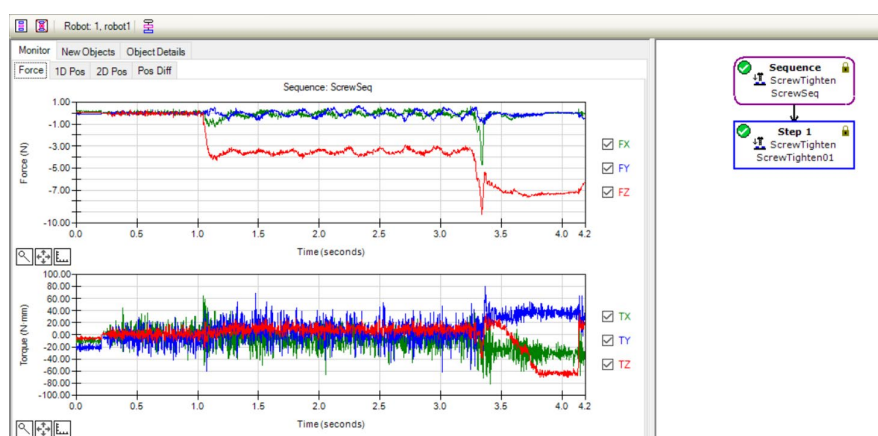 Robot: 1, robot1
Monitor New Objects Object Details
Force 1D Pos 2D Pos Pos Diff
Sequence: ScrewSeq
Force (N)
1.00
-1.00
-3.00
-5.00
-7.00
-10.00
0.0 0.5 1.0 1.5 2.0 2.5 3.0 3.5 4.0 4.2
Time (seconds)
FX
FY
FZ
Torque (N·mm)
100.00
80.00
60.00
40.00
20.00
0.00
-20.00
-40.00
-60.00
-80.00
-100.00
0.0 0.5 1.0 1.5 2.0 2.5 3.0 3.5 4.0 4.2
Time (seconds)
TX
TY
TZ
Sequence
ScrewTighten
ScrewSeq
Step 1
ScrewTighten
ScrewTighten01